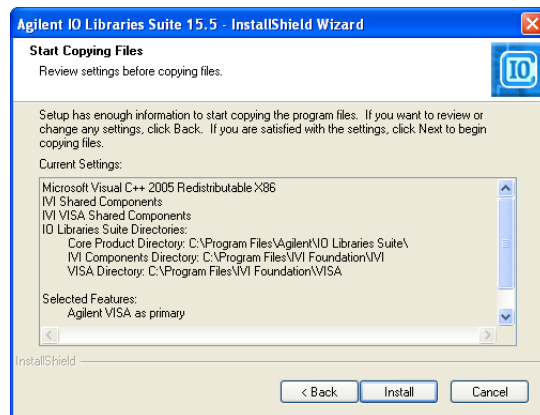 Agilent IO Libraries Suite 15.5 - InstallShield Wizard
Start Copying Files
Review settings before copying files.
IO
Setup has enough information to start copying the program files. If you want to review or
change any settings, click Back. If you are satisfied with the settings, click Next to begin
copying files.
Current Settings:
Microsoft Visual C++ 2005 Redistributable X86
IVI Shared Components
IVI VISA Shared Components
IO Libraries Suite Directories:
Core Product Directory: C:\Program Files\Agilent\IO Libraries Suite\
IVI Components Directory: C:\Program Files\IVI Foundation\IVI
VISA Directory: C:\Program Files\IVI Foundation\VISA
Selected Features:
Agilent VISA as primary
InstallShield
< Back
Install
Cancel